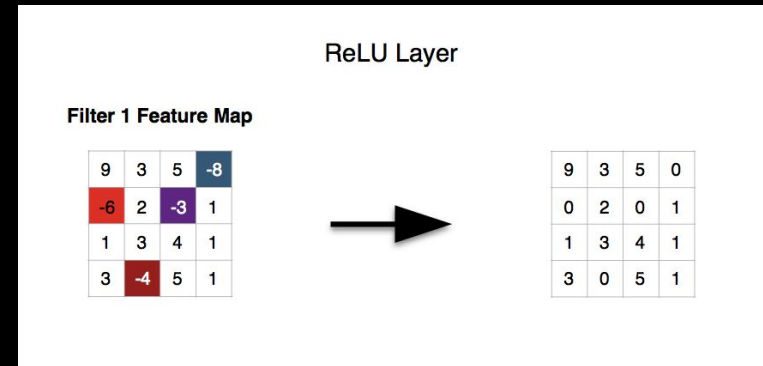 ReLU Layer
Filter 1 Feature Map
9 3 5 -8
-6 2 -3 1
1 3 4 1
3 -4 5 1
9 3 5 0
0 2 0 1
1 3 4 1
3 0 5 1